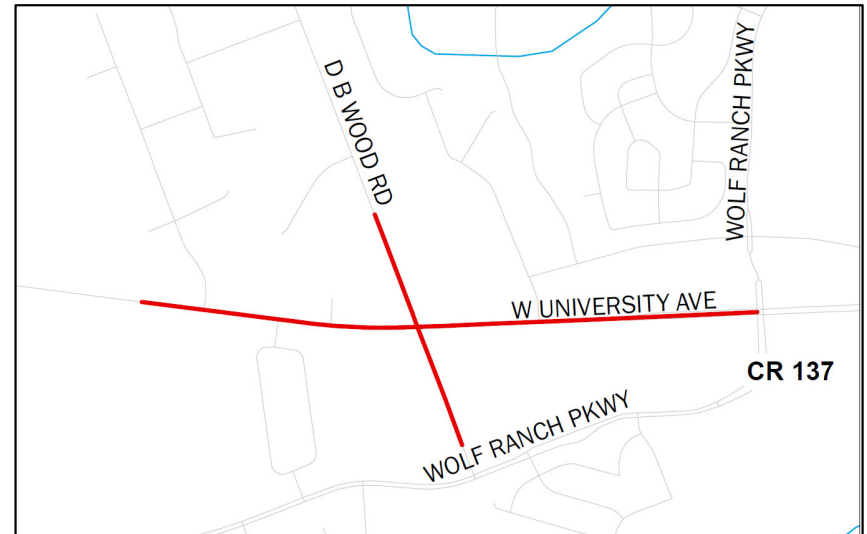 D B WOOD RD
WOLF RANCH PKWY
W UNIVERSITY AVE
CR 137
WOLF RANCH PKWY